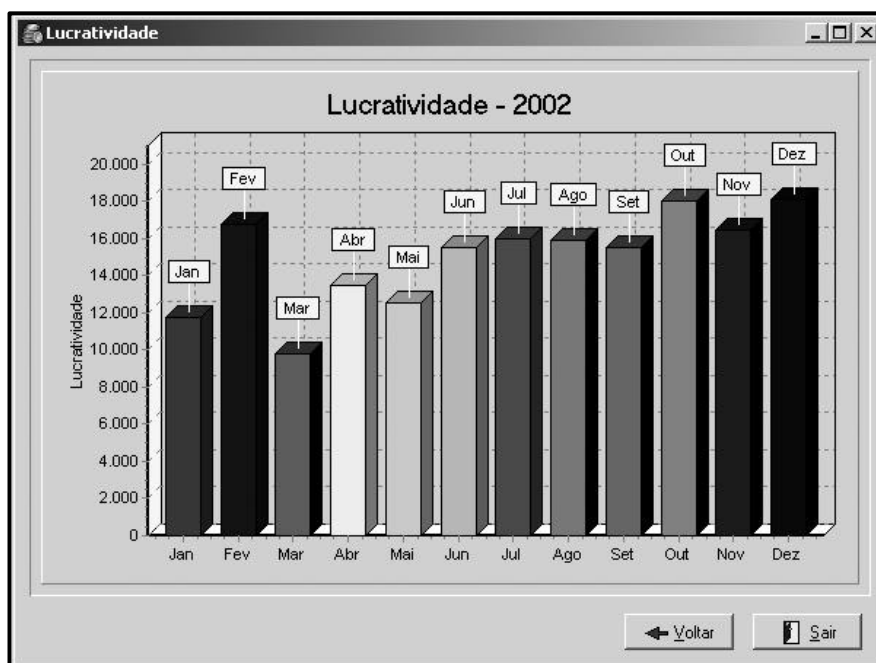 Lucratividade
Lucratividade - 2002
Lucratividade
20.000
18.000
16.000
14.000
12.000
10.000
8.000
6.000
4.000
2.000
0
Jan
Fev
Mar
Abr
Mai
Jun
Jul
Ago
Set
Out
Nov
Dez
Jan Fev Mar Abr Mai Jun Jul Ago Set Out Nov Dez
Voltar
Sair